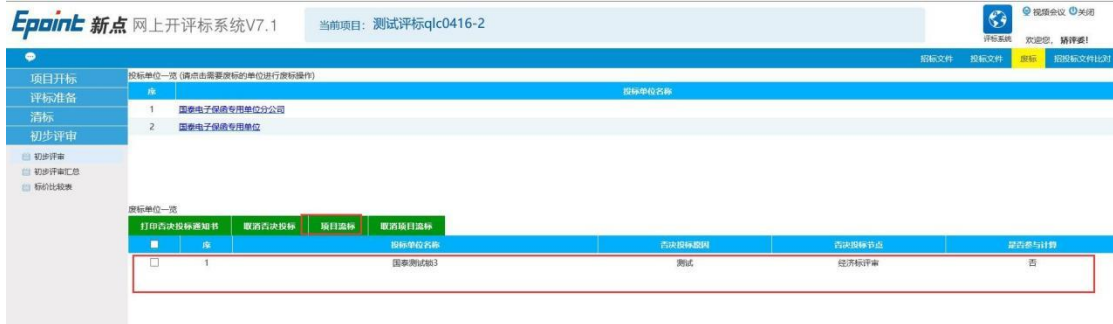 Epoint 新点 网上开评标系统V7.1 当前项目：测试评标qlc0416-2 视频会议 关闭
评标系统 欢迎您，
招标文件 投标文件 废标 招投标文件比对
项目开标
评标准备
清标
初步评审
初步评审
初步评审汇总
标价比较表
投标单位一览 (请点击需要废标的单位进行废标操作)
序 投标单位名称
1 国泰电子保函专用单位分公司
2 国泰电子保函专用单位
废标单位一览
打印否决投标通知书 取消否决投标 项目流标 取消项目流标
序 投标单位名称 否决投标原因 否决投标节点 是否参与计算
1 国泰测试锁3 测试 经济标评审 否